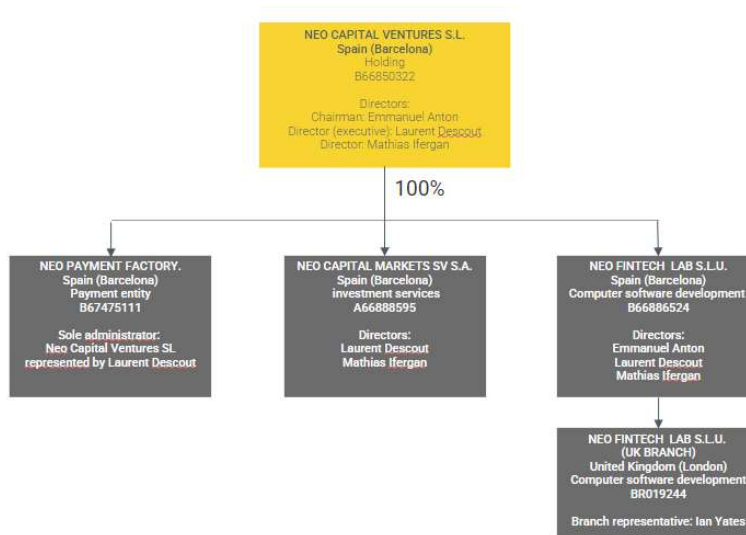 NEO CAPITAL VENTURES S.L.
Spain (Barcelona)
Holding
B66850322
Directors:
Chairman: Emmanuel Anton
Director (executive): Laurent Descout
Director: Mathias Ifergan
100%
NEO PAYMENT FACTORY.
Spain (Barcelona)
Payment entity
B67475111
Sole administrator:
Neo Capital Ventures SL
represented by Laurent Descout
NEO CAPITAL MARKETS SV S.A.
Spain (Barcelona)
investment services
A66888595
Directors:
Laurent Descout
Mathias Ifergan
NEO FINTECH LAB S.L.U.
Spain (Barcelona)
Computer software development
B66886524
Directors:
Emmanuel Anton
Laurent Descout
Mathias Ifergan
NEO FINTECH LAB S.L.U.
(UK BRANCH)
United Kingdom (London)
Computer software development
BR019244
Branch representative: Ian Yates